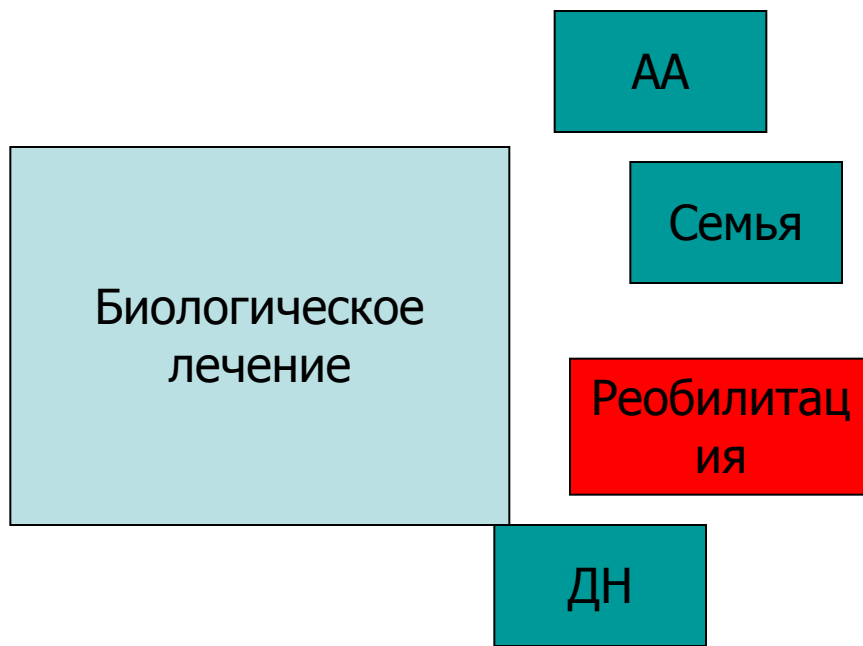 АА
Семья
Биологическое
лечение
Реобилитац
ия
ДН